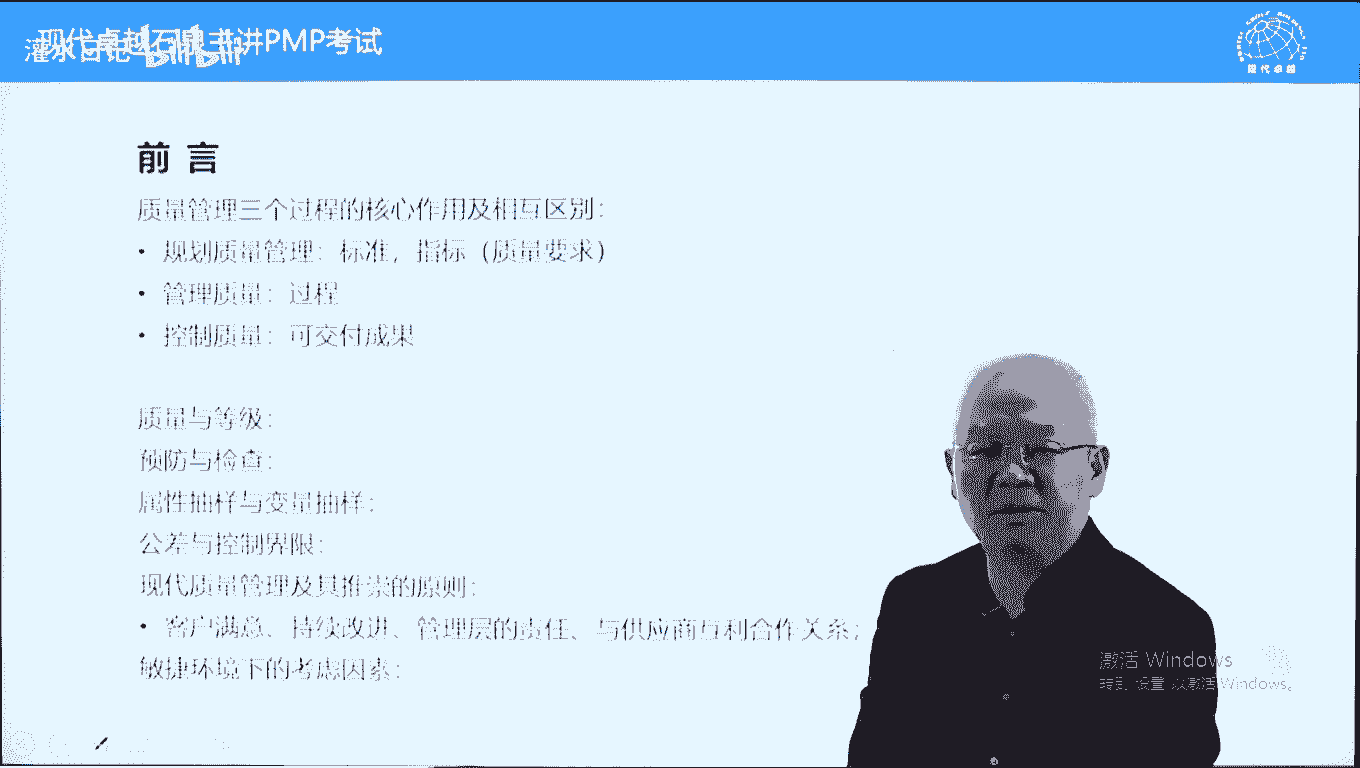 现代卓越石鼎主讲PMP考试
灌水日记 bilibili
现代卓越
前 言
质量管理三个过程的核心作用及相互区别：
• 规划质量管理：标准，指标（质量要求）
• 管理质量：过程
• 控制质量：可交付成果
质量与等级：
预防与检查：
属性抽样与变量抽样：
公差与控制界限：
现代质量管理及其推崇的原则：
• 客户满意、持续改进、管理层的责任、与供应商互利合作关系；
敏捷环境下的考虑因素：
激活 Windows
转到“设置”以激活 Windows。